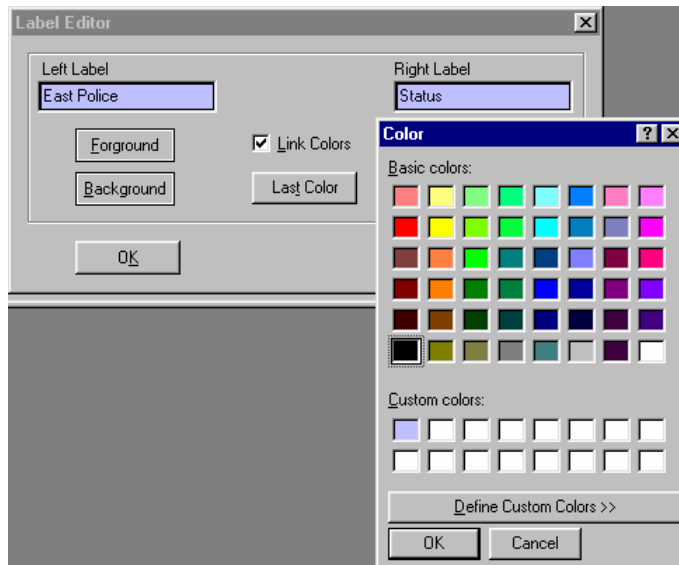 Label Editor
Left Label
Right Label
East Police
Status
Forground
Link Colors
Background
Last Color
OK
Color
Basic colors:
Custom colors:
Define Custom Colors >>
OK
Cancel